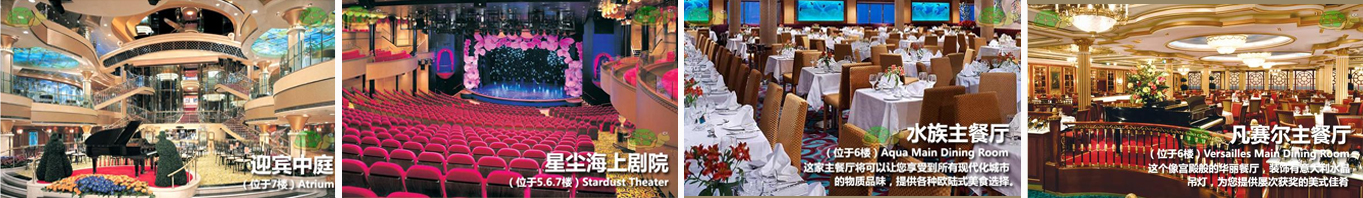 迎宾中庭
（位于7楼）Atrium
星尘海上剧院
（位于5.6.7楼）Stardust Theater
水族主餐厅
（位于6楼）Aqua Main Dining Room
这家主餐厅将可以让您享受到所有现代化城市
的物质品味，提供各种欧陆式美食选择。
凡赛尔主餐厅
（位于6楼）Versailles Main Dining Room
这个像宫殿般的华丽餐厅，装饰有意大利水晶
吊灯，为您提供屡次获奖的美式佳肴